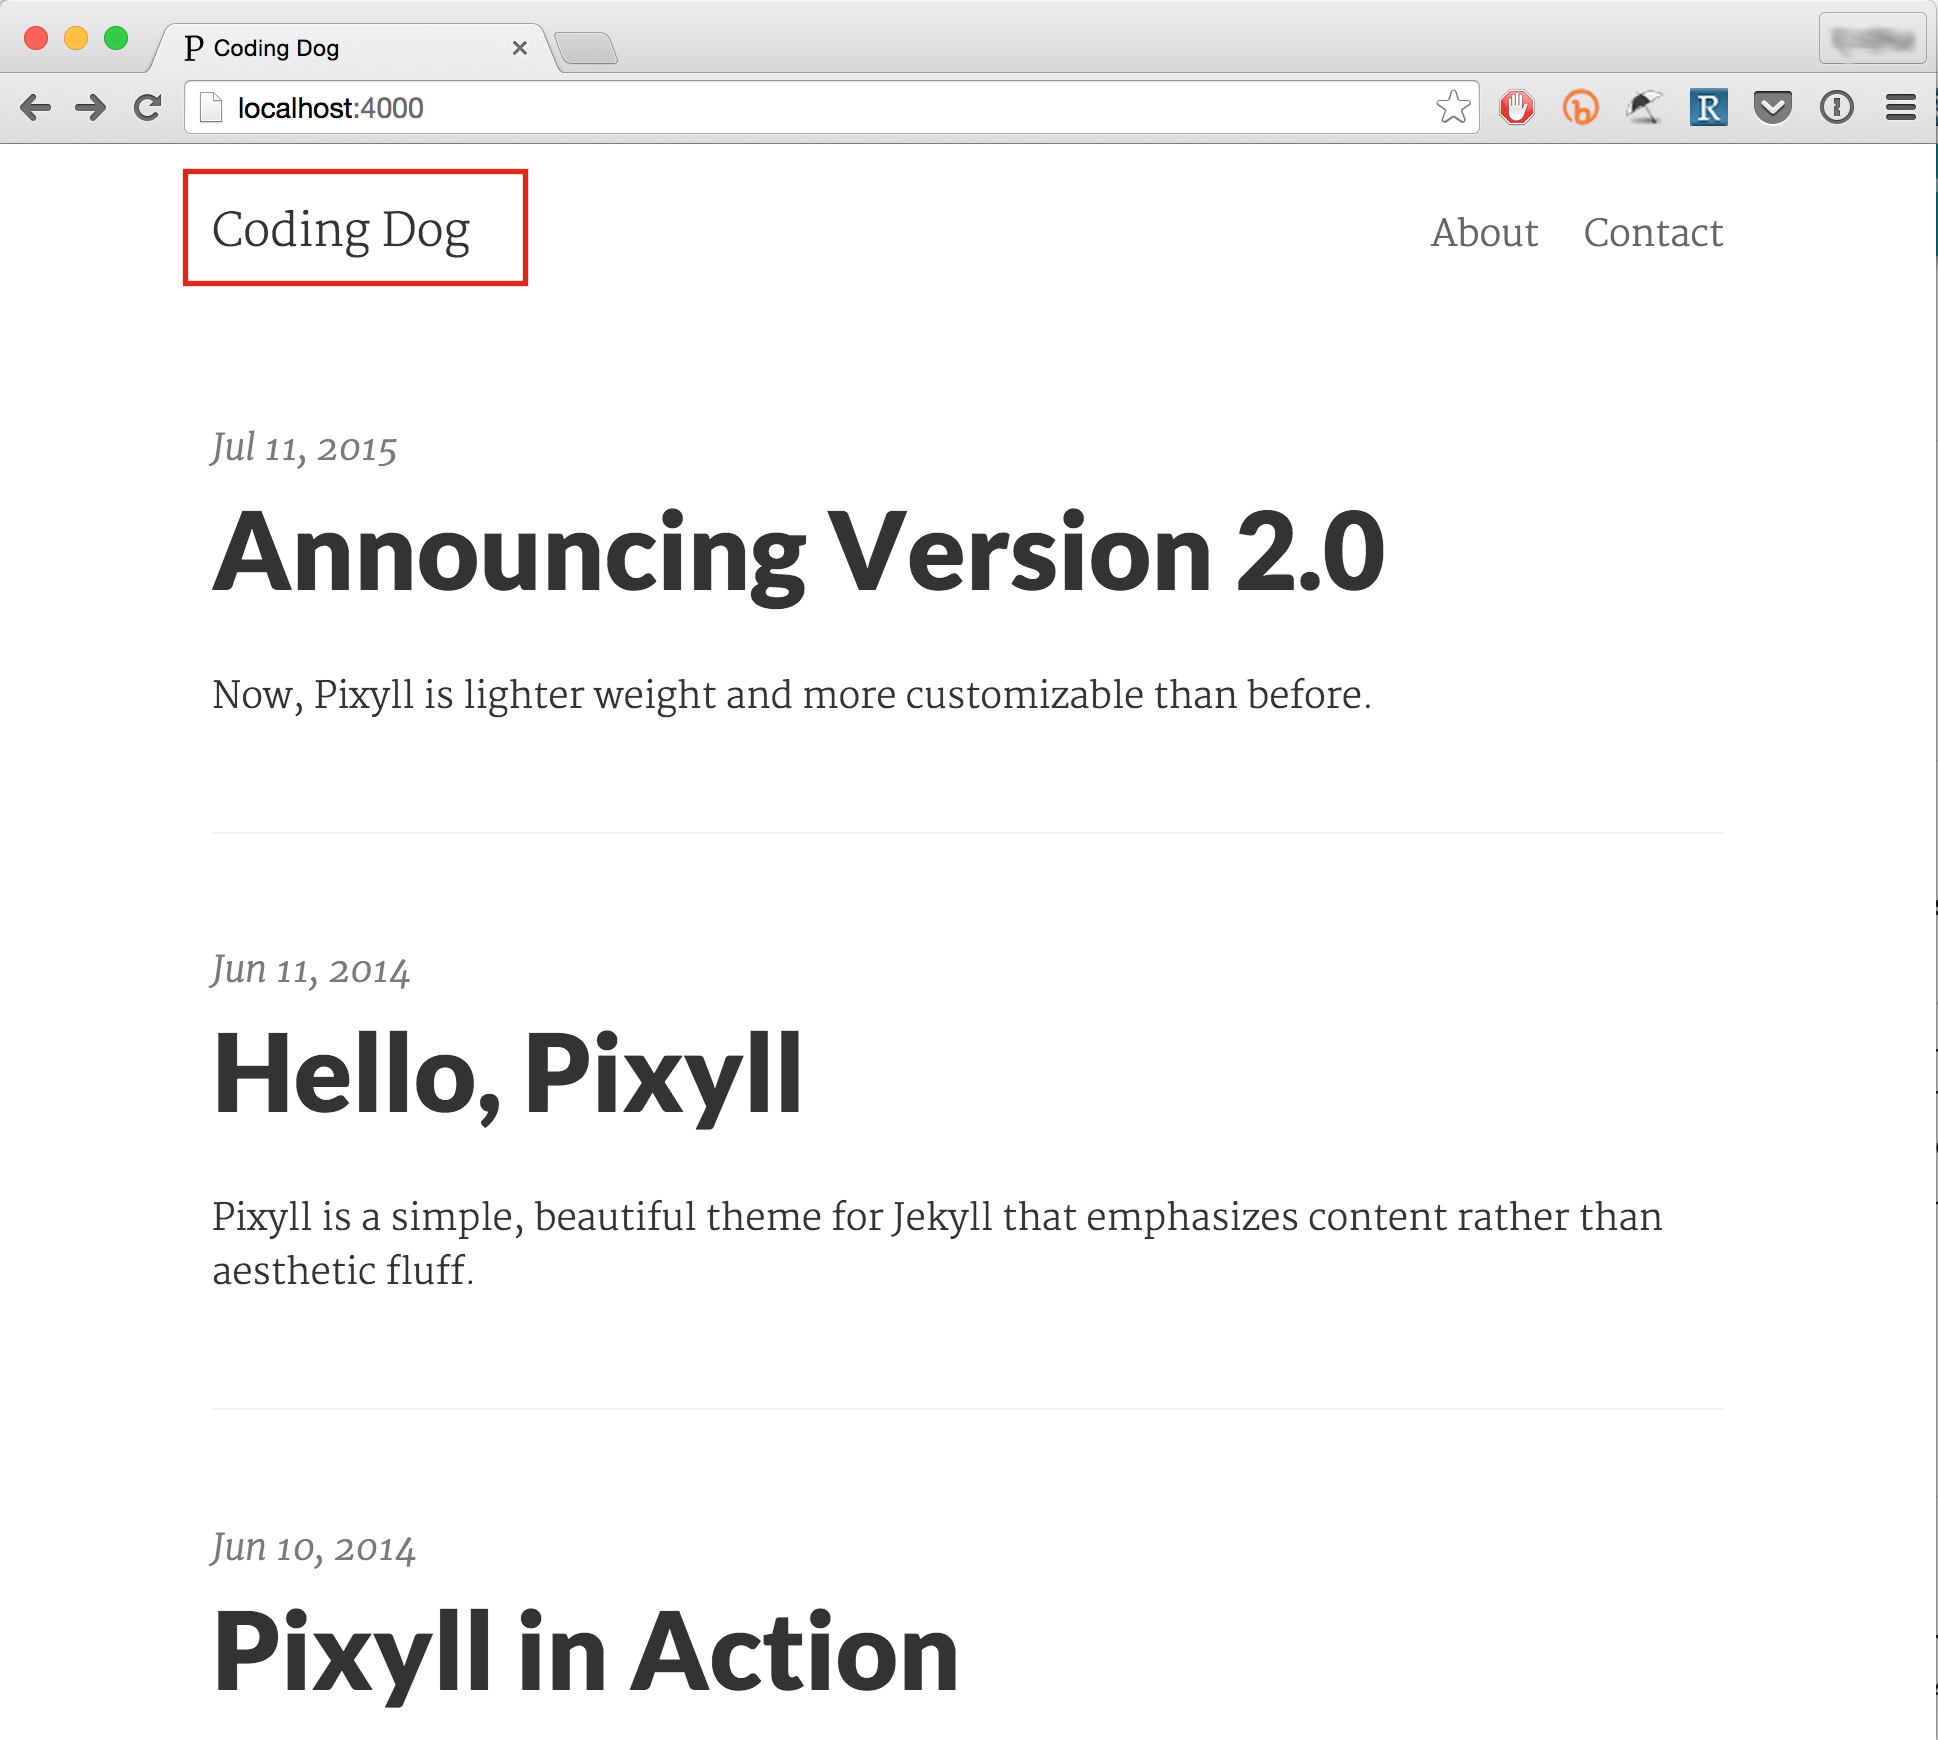 P Coding Dog
localhost:4000
Coding Dog
About Contact
Jul 11, 2015
Announcing Version 2.0
Now, Pixyll is lighter weight and more customizable than before.
Jun 11, 2014
Hello, Pixyll
Pixyll is a simple, beautiful theme for Jekyll that emphasizes content rather than
aesthetic fluff.
Jun 10, 2014
Pixyll in Action